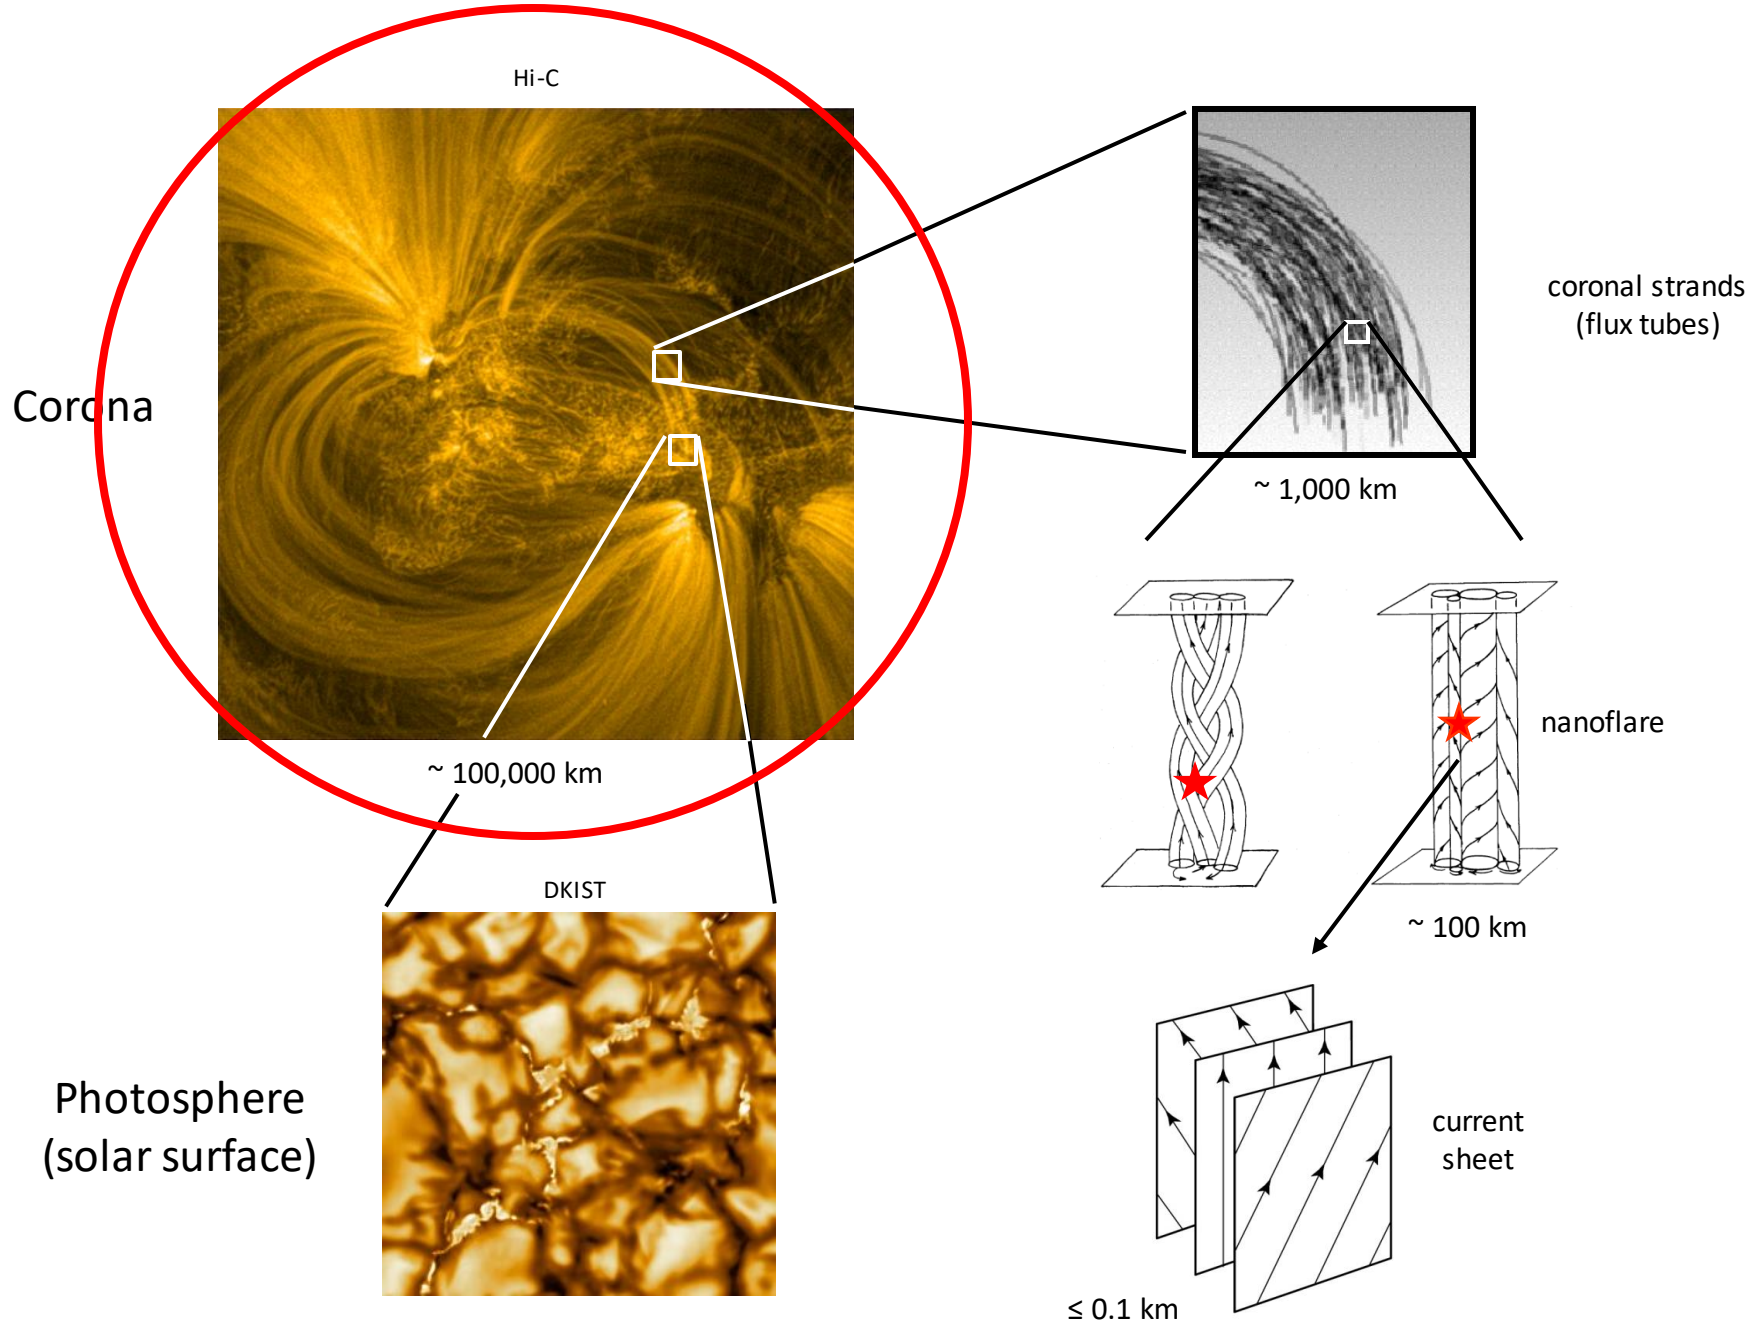 Hi-C
Corona
coronal strands
(flux tubes)
~ 1,000 km
nanoflare
~ 100,000 km
DKIST
~ 100 km
Photosphere
(solar surface)
current
sheet
≤ 0.1 km